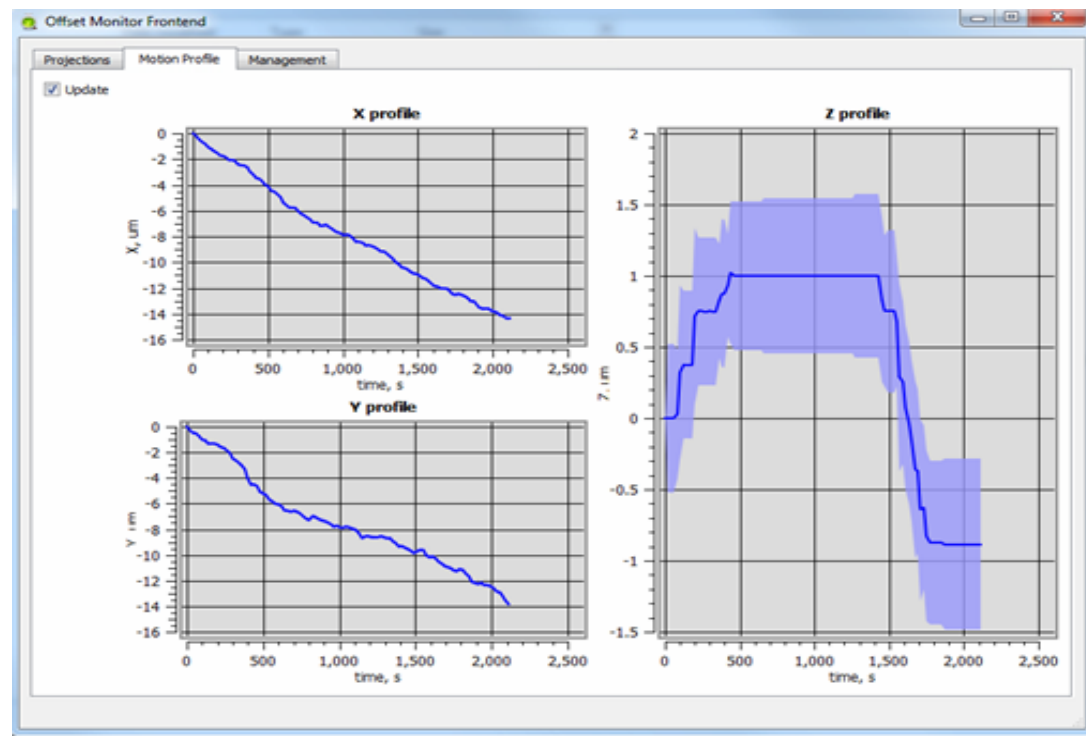 Offset Monitor Frontend
Projections Motion Profile Management
Update
X profile
0
-2
-4
-6
-8
-10
-12
-14
-16
X, um
0 500 1,000 1,500 2,000 2,500
time, s
Y profile
0
-2
-4
-6
-8
-10
-12
-14
-16
0 500 1,000 1,500 2,000 2,500
time, s
Z profile
2
1.5
1
0.5
0
-0.5
-1
-1.5
0 500 1,000 1,500 2,000 2,500
time, s